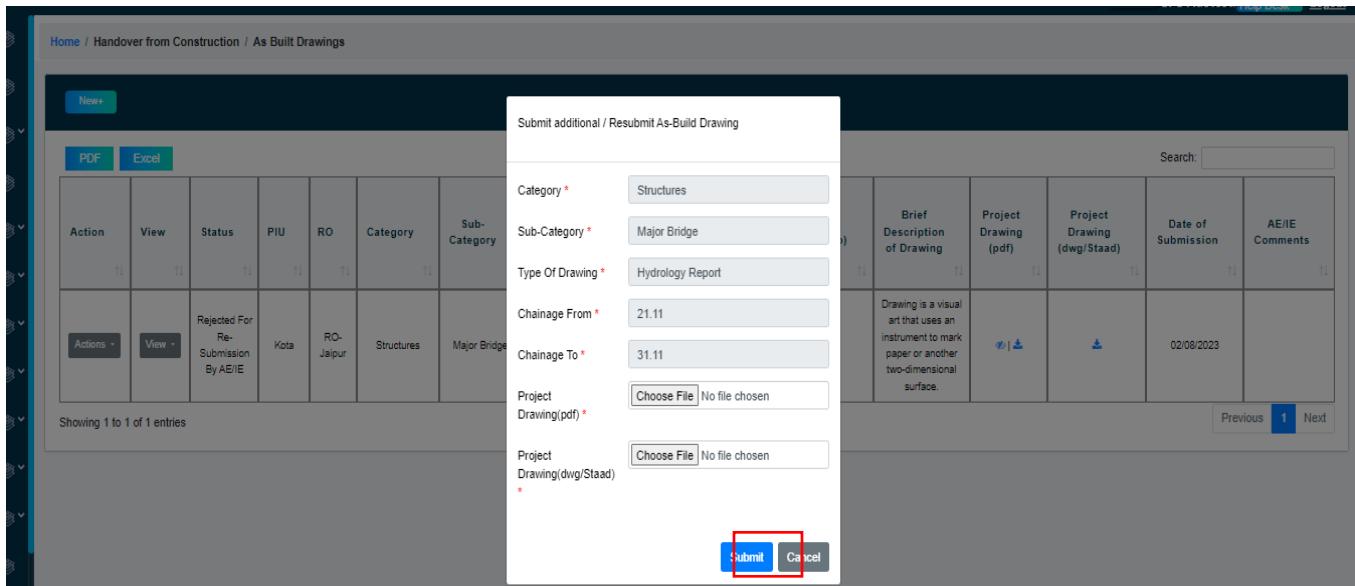 Help Desk
Home / Handover from Construction / As Built Drawings
New+
PDF Excel
Search:
Action View Status PIU RO Category Sub-Category
Brief Description of Drawing
Project Drawing (pdf)
Project Drawing (dwg/Staad)
Date of Submission
AE/IE Comments
Actions View
Rejected For
Re-
Submission
By AE/IE
Kota
RO-
Jaipur
Structures
Major Bridge
Drawing is a visual
art that uses an
instrument to mark
paper or another
two-dimensional
surface.
|
02/08/2023
Showing 1 to 1 of 1 entries
Previous 1 Next
Submit additional / Resubmit As-Build Drawing
Category * Structures
Sub-Category * Major Bridge
Type Of Drawing * Hydrology Report
Chainage From * 21.11
Chainage To * 31.11
Project
Drawing(pdf) *
Choose File No file chosen
Project
Drawing(dwg/Staad)
*
Choose File No file chosen
Submit Cancel